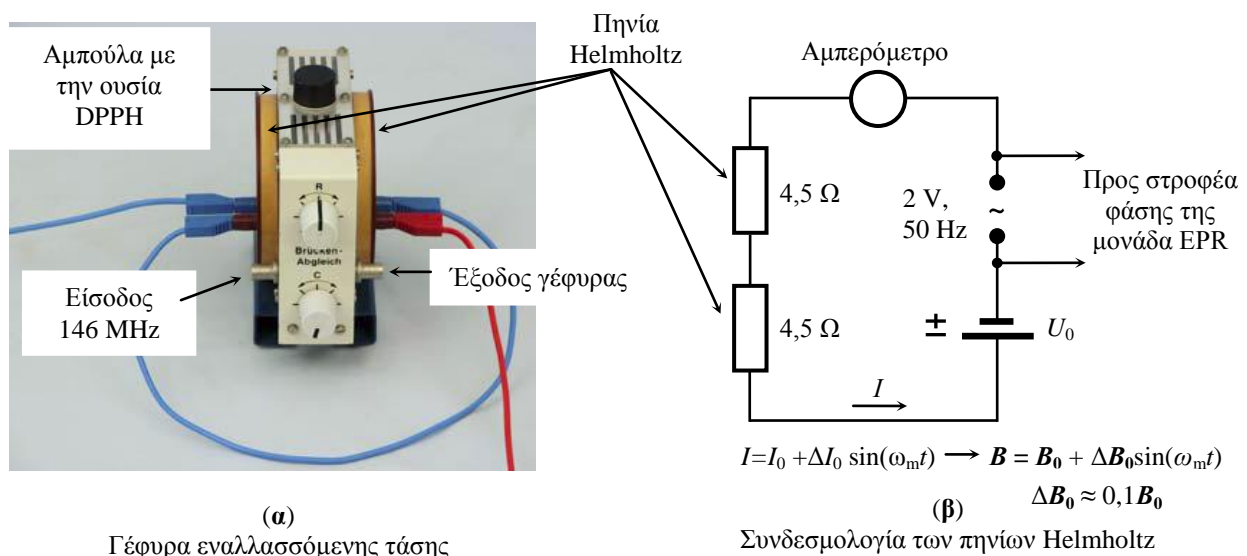 Αμπούλα με
την ουσία
DPPH
Πηνία
Helmholtz
R
Brücken-
Abgleich
C
Είσοδος
146 MHz
Έξοδος γέφυρας
(α)
Γέφυρα εναλλασσόμενης τάσης
Αμπερόμετρο
4,5 Ω
2 V,
50 Hz
~
Προς στροφέα
φάσης της
μονάδα EPR
4,5 Ω
±
U₀
I
I=I₀ +ΔI₀ sin(ωₘt) → B = B₀ + ΔB₀sin(ωₘt)
ΔB₀ ≈ 0,1B₀
(β)
Συνδεσμολογία των πηνίων Helmholtz